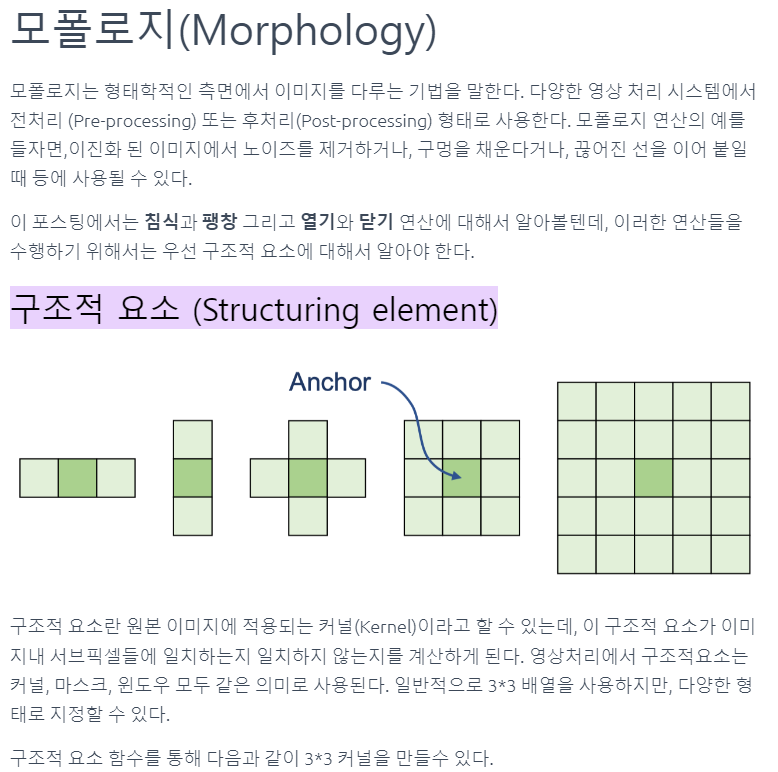 모폴로지(Morphology)
모폴로지는 형태학적인 측면에서 이미지를 다루는 기법을 말한다. 다양한 영상 처리 시스템에서
전처리 (Pre-processing) 또는 후처리(Post-processing) 형태로 사용한다. 모폴로지 연산의 예를
들자면,이진화 된 이미지에서 노이즈를 제거하거나, 구멍을 채운다거나, 끊어진 선을 이어 붙일
때 등에 사용될 수 있다.
이 포스팅에서는 침식과 팽창 그리고 열기와 닫기 연산에 대해서 알아볼텐데, 이러한 연산들을
수행하기 위해서는 우선 구조적 요소에 대해서 알아야 한다.
구조적 요소 (Structuring element)
Anchor
구조적 요소란 원본 이미지에 적용되는 커널(Kernel)이라고 할 수 있는데, 이 구조적 요소가 이미
지내 서브픽셀들에 일치하는지 일치하지 않는지를 계산하게 된다. 영상처리에서 구조적요소는
커널, 마스크, 윈도우 모두 같은 의미로 사용된다. 일반적으로 3*3 배열을 사용하지만, 다양한 형
태로 지정할 수 있다.
구조적 요소 함수를 통해 다음과 같이 3*3 커널을 만들수 있다.